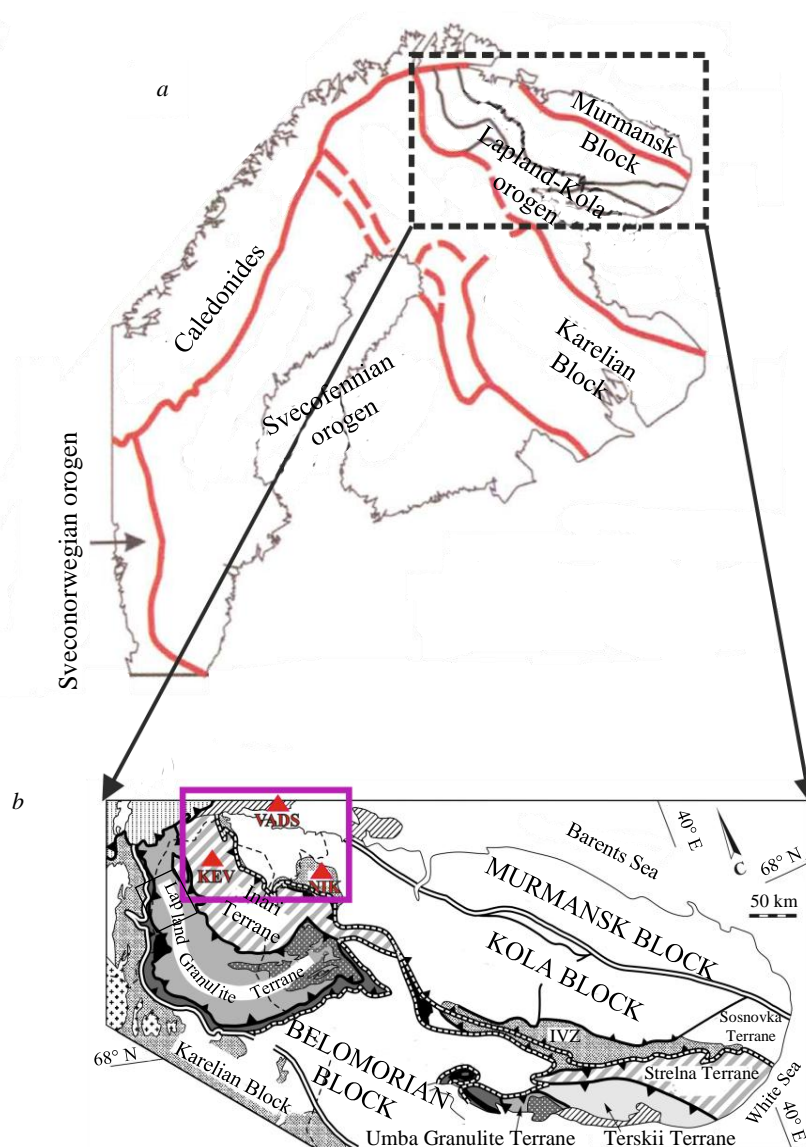 a
Murmansk
Block
Lapland-Kola
orogen
Caledonides
Karelian
Block
Svecofennian
orogen
Sveconorwegian orogen
b
VADS
KEV
NIK
Inari
Terrane
Lapland
Granulite
Terrane
40° E
Barents Sea
C
68° N
50 km
MURMANSK BLOCK
KOLA BLOCK
Sosnovka
Terrane
IVZ
BELOMORIAN
BLOCK
68° N
Karelian Block
Strelna Terrane
White Sea
40° E
Umba Granulite Terrane
Terskii Terrane